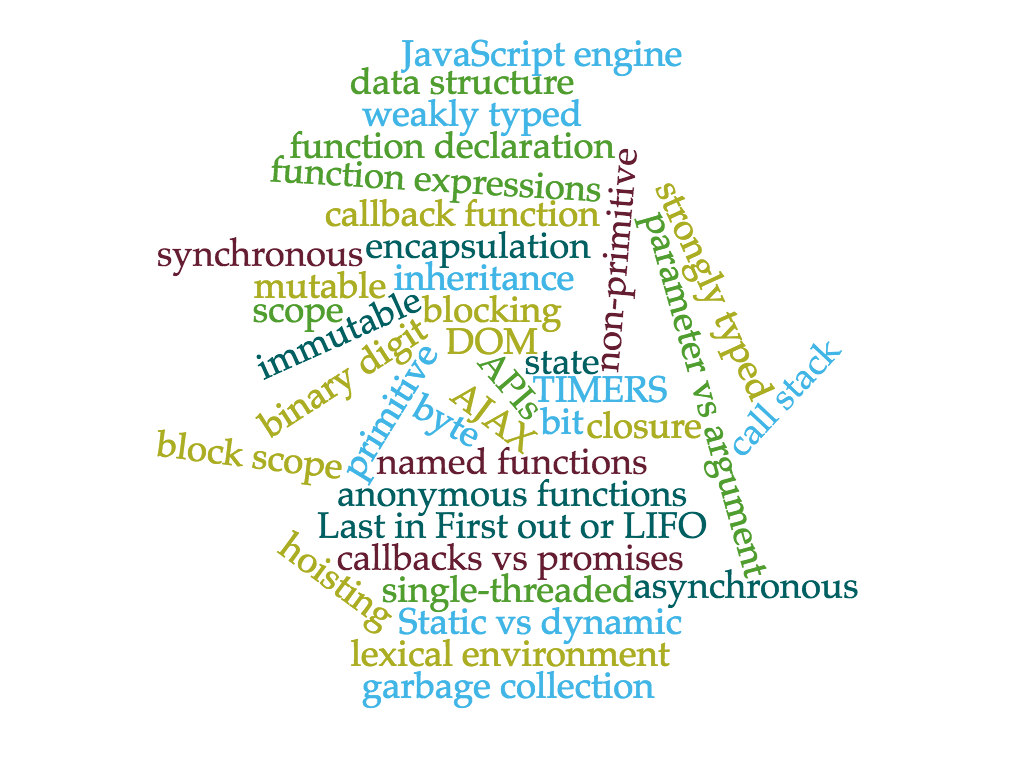 JavaScript engine
data structure
weakly typed
function declaration
function expressions
non-primitive
strongly typed
callback function
parameter vs argument
synchronous
encapsulation
mutable
inheritance
scope
immutable
blocking
binary digit
DOM
state
call stack
primitive
APIs
TIMERS
AJAX
byte
bit
closure
block scope
named functions
anonymous functions
Last in First out or LIFO
hoisting
callbacks vs promises
single-threaded
asynchronous
Static vs dynamic
lexical environment
garbage collection